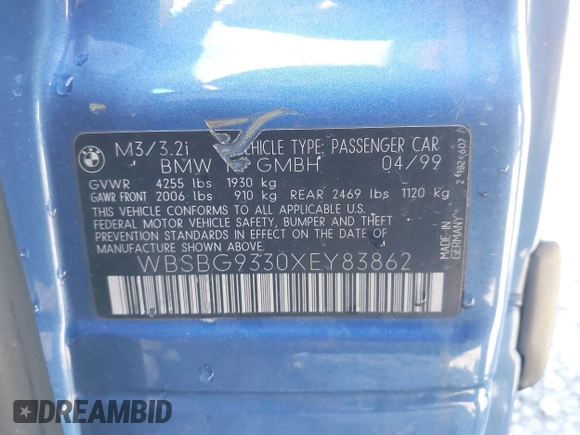 M3/3.2i VEHICLE TYPE: PASSENGER CAR
BMW GMBH 04/99
GVWR 4255 lbs 1930 kg
GAWR FRONT 2006 lbs 910 kg REAR 2469 lbs 1120 kg
THIS VEHICLE CONFORMS TO ALL APPLICABLE U.S.
FEDERAL MOTOR VEHICLE SAFETY, BUMPER AND THEFT
PREVENTION STANDARDS IN EFFECT ON THE DATE OF
MANUFACTURE SHOWN ABOVE.
WBSBG9330XEY83862
MADE IN
GERMANY
BMW
DREAMBID